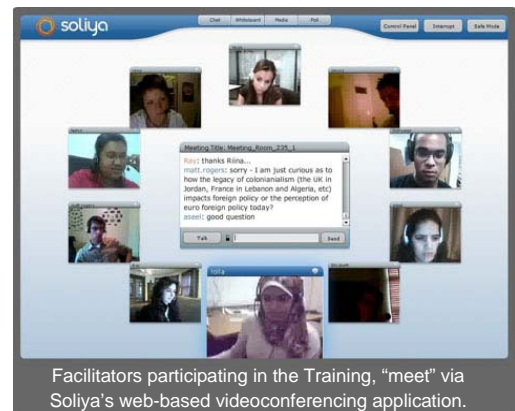 soliya
Chat Whiteboard Media Poll
Control Panel Interrupt Safe Mode
Meeting Title: Meeting_Room_235_1
Ray: thanks Riina...
matt.rogers: sorry - I am just curious as to
how the legacy of colonianialism (the UK in
Jordan, France in Lebanon and Algeria, etc)
impacts foreign policy or the perception of
euro foreign policy today?
aseel: good question
Talk Send
Facilitators participating in the Training, “meet” via
Soliya’s web-based videoconferencing application.